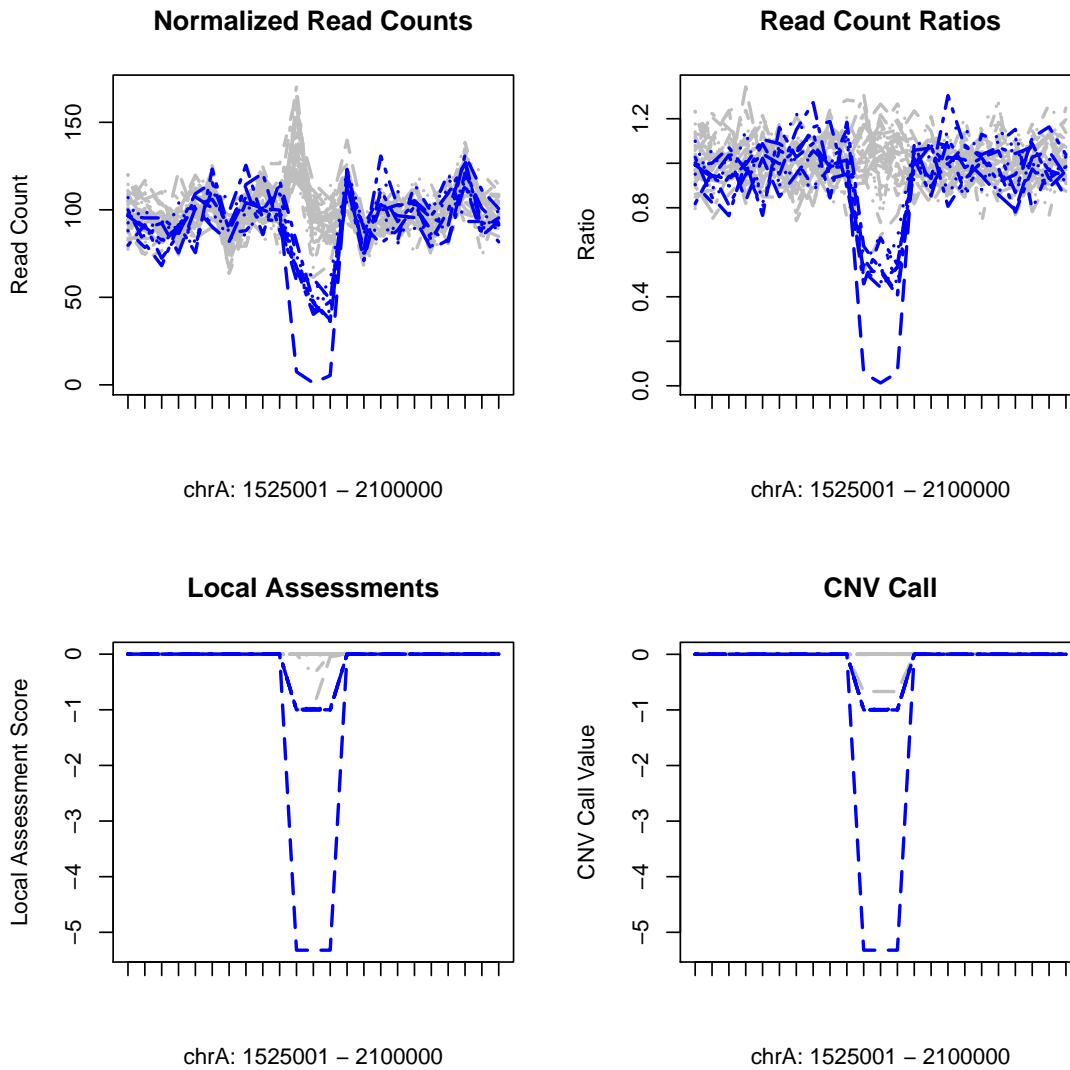 Normalized Read Counts
Read Count
150
100
50
0
chrA: 1525001 − 2100000
Read Count Ratios
Ratio
1.2
0.8
0.4
0.0
chrA: 1525001 − 2100000
Local Assessments
Local Assessment Score
0
−1
−2
−3
−4
−5
chrA: 1525001 − 2100000
CNV Call
CNV Call Value
0
−1
−2
−3
−4
−5
chrA: 1525001 − 2100000